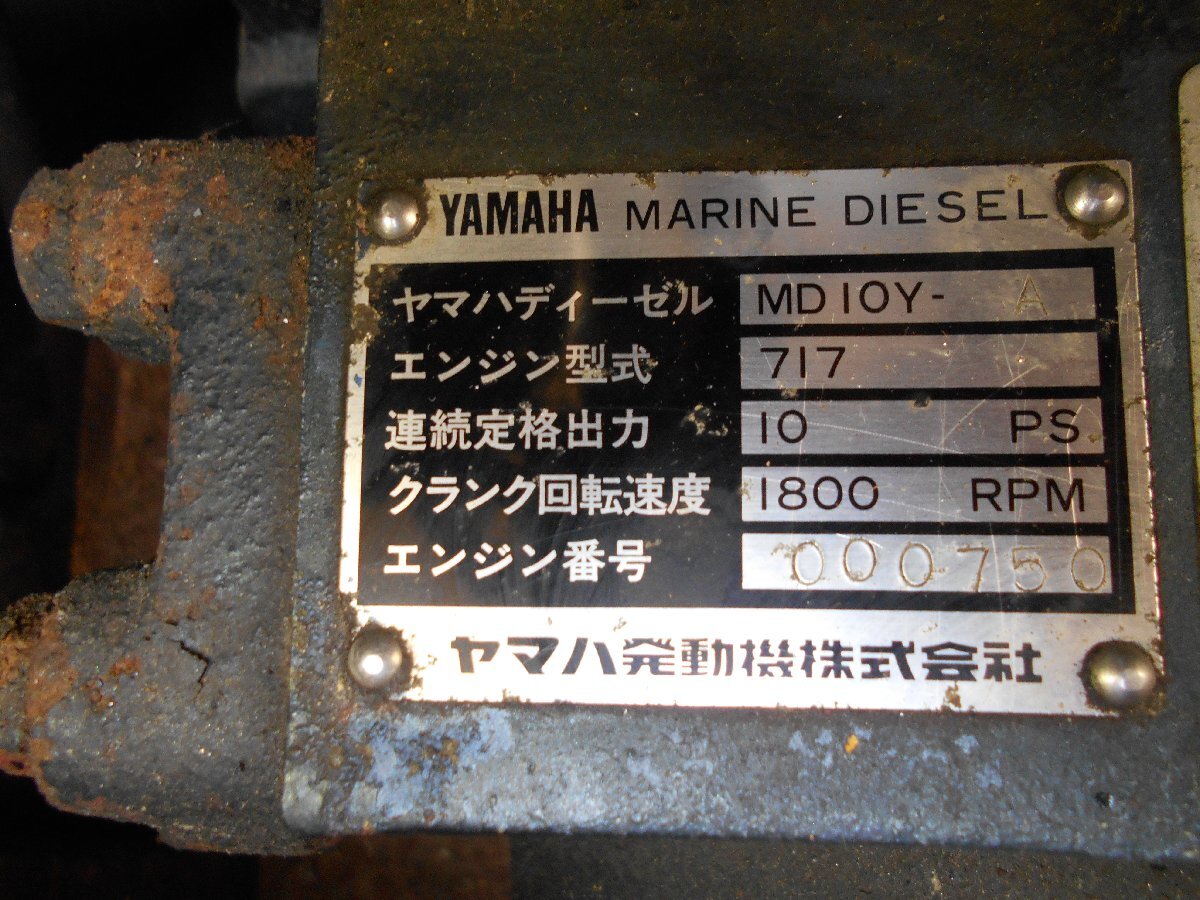 YAMAHA MARINE DIESEL
ヤマハディーゼル MD10Y- A
エンジン型式 717
連続定格出力 10 PS
クランク回転速度 1800 RPM
エンジン番号 000750
ヤマハ発動機株式会社